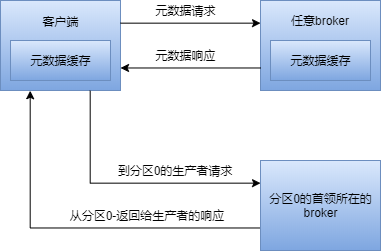 客户端
元数据缓存
元数据请求
元数据响应
任意broker
元数据缓存
到分区0的生产者请求
从分区0-返回给生产者的响应
分区0的首领所在的
broker